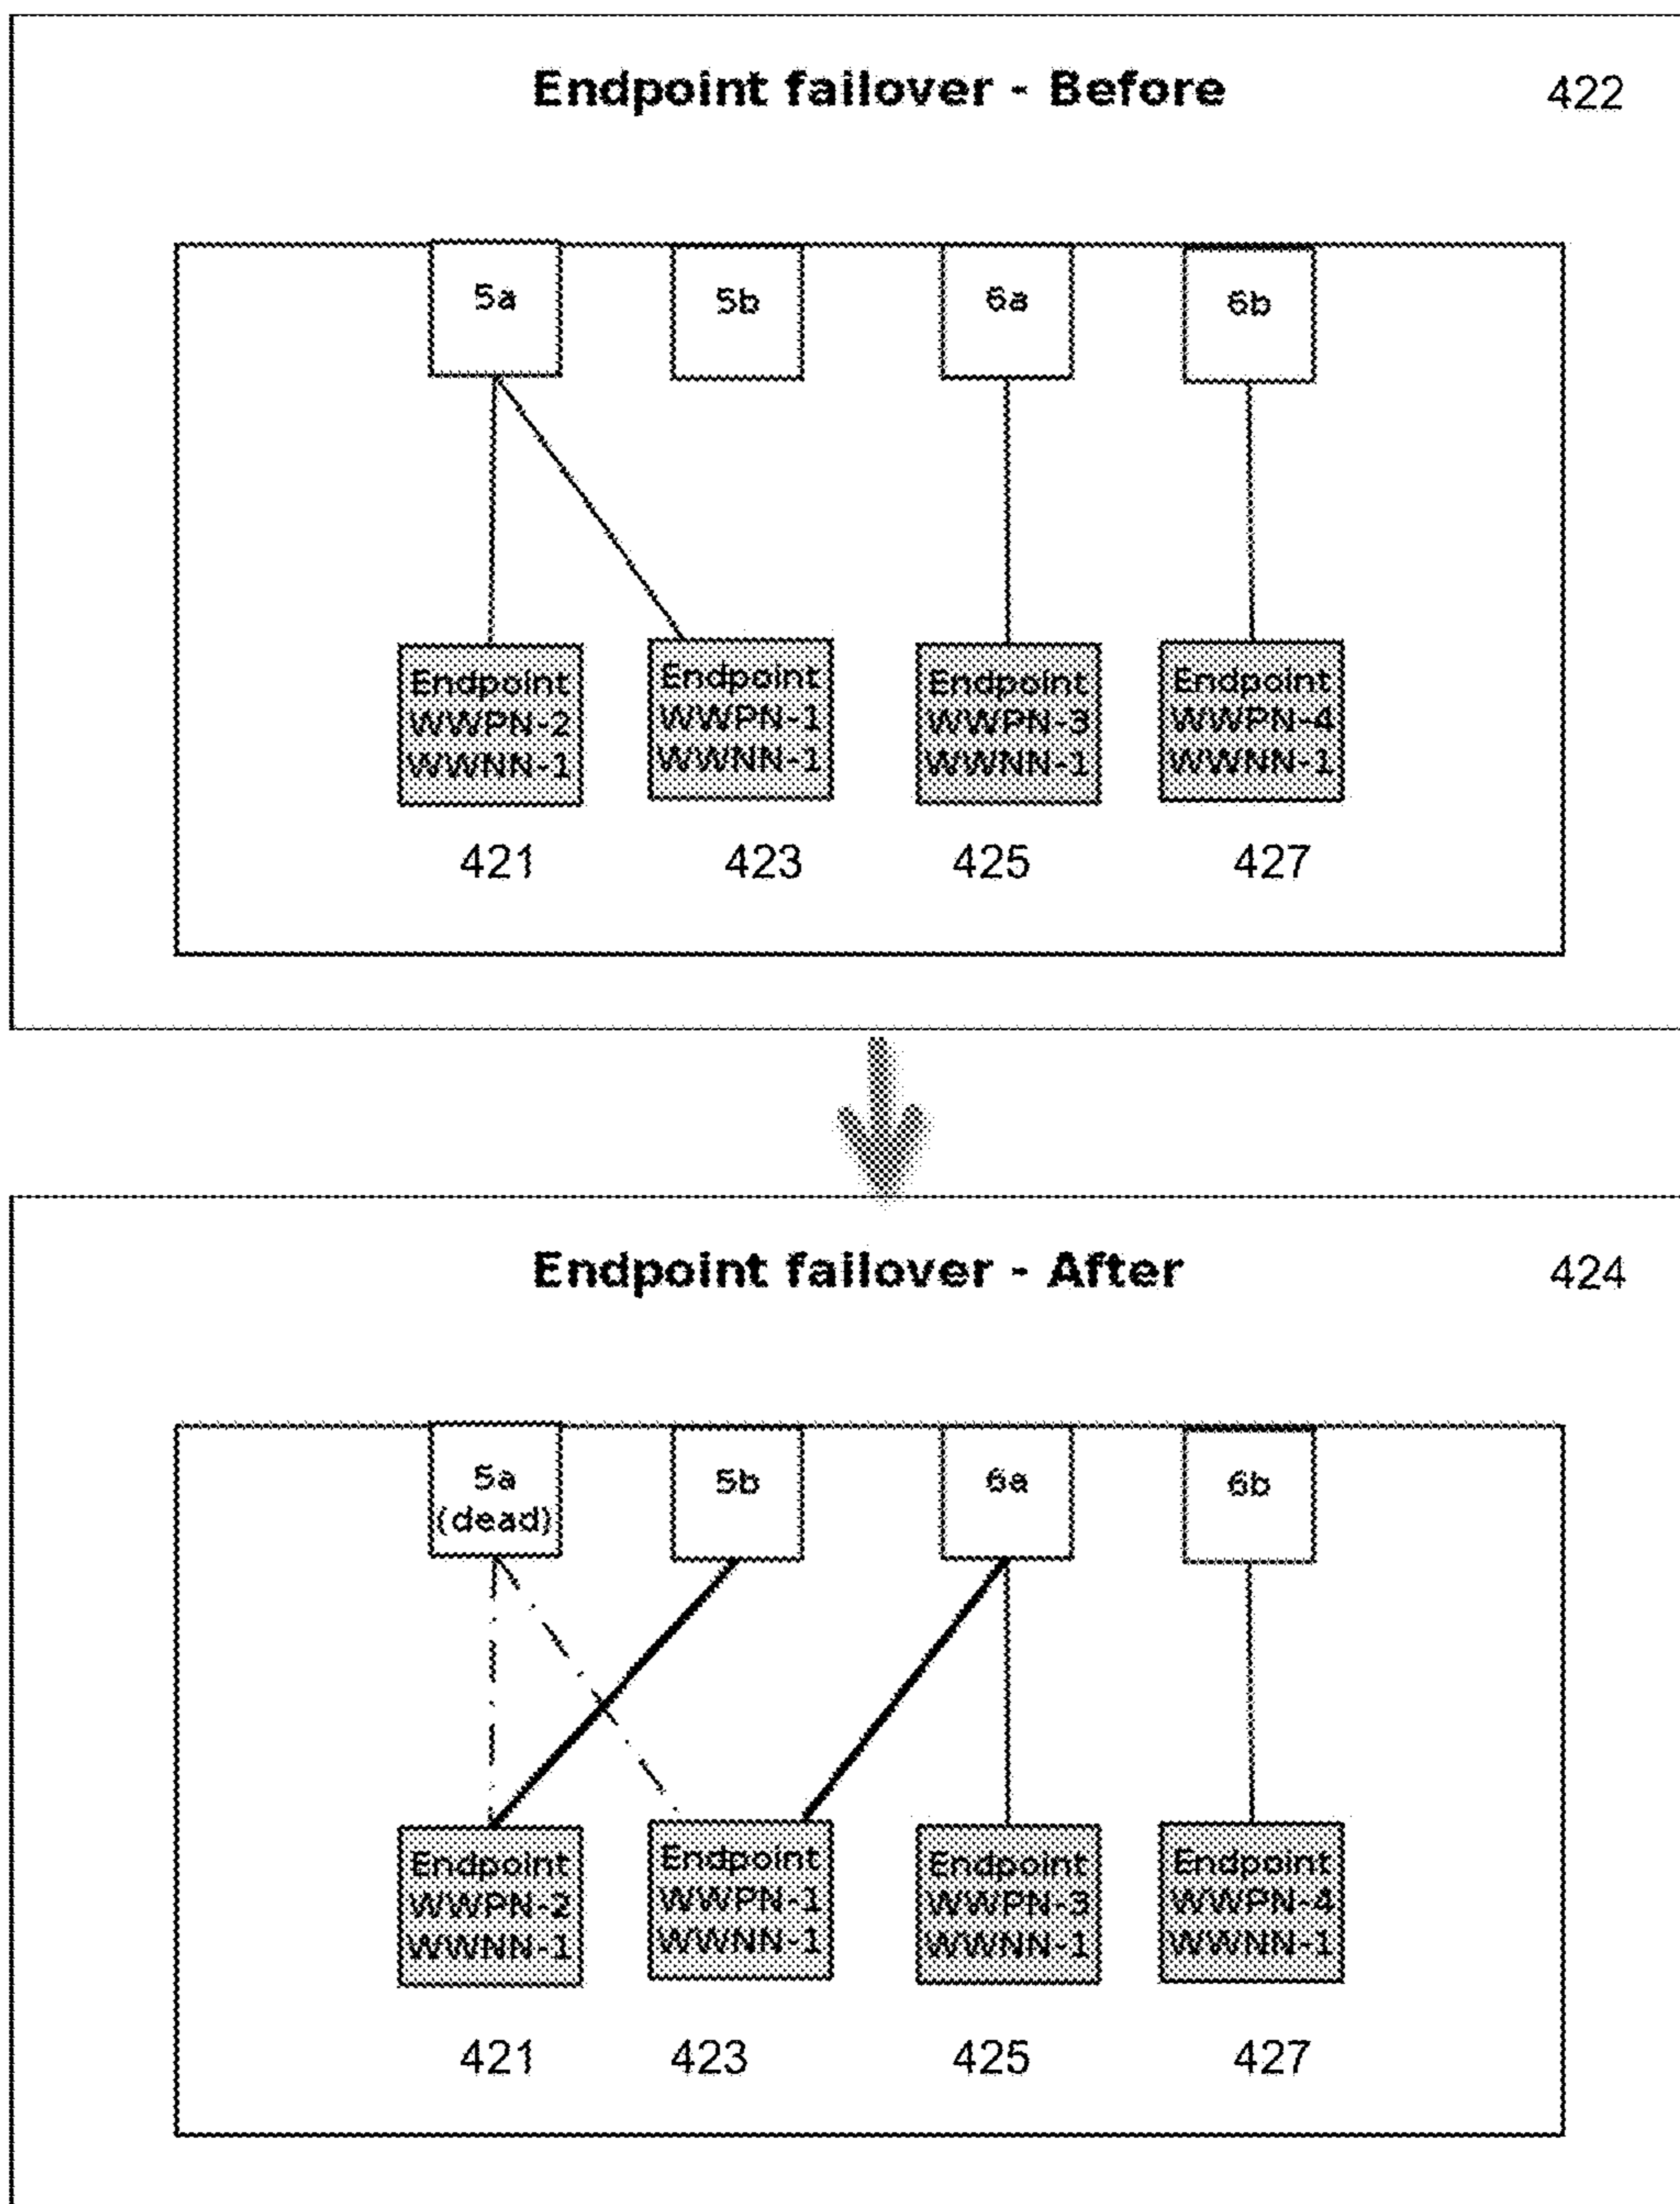 Endpoint failover - Before
422
5a
5b
6a
6b
Endpoint
WWPN-2
WWNN-1
Endpoint
WWPN-1
WWNN-1
Endpoint
WWPN-3
WWNN-1
Endpoint
WWPN-4
WWNN-1
421
423
425
427
Endpoint failover - After
424
5a
(dead)
5b
6a
6b
Endpoint
WWPN-2
WWNN-1
Endpoint
WWPN-1
WWNN-1
Endpoint
WWPN-3
WWNN-1
Endpoint
WWPN-4
WWNN-1
421
423
425
427